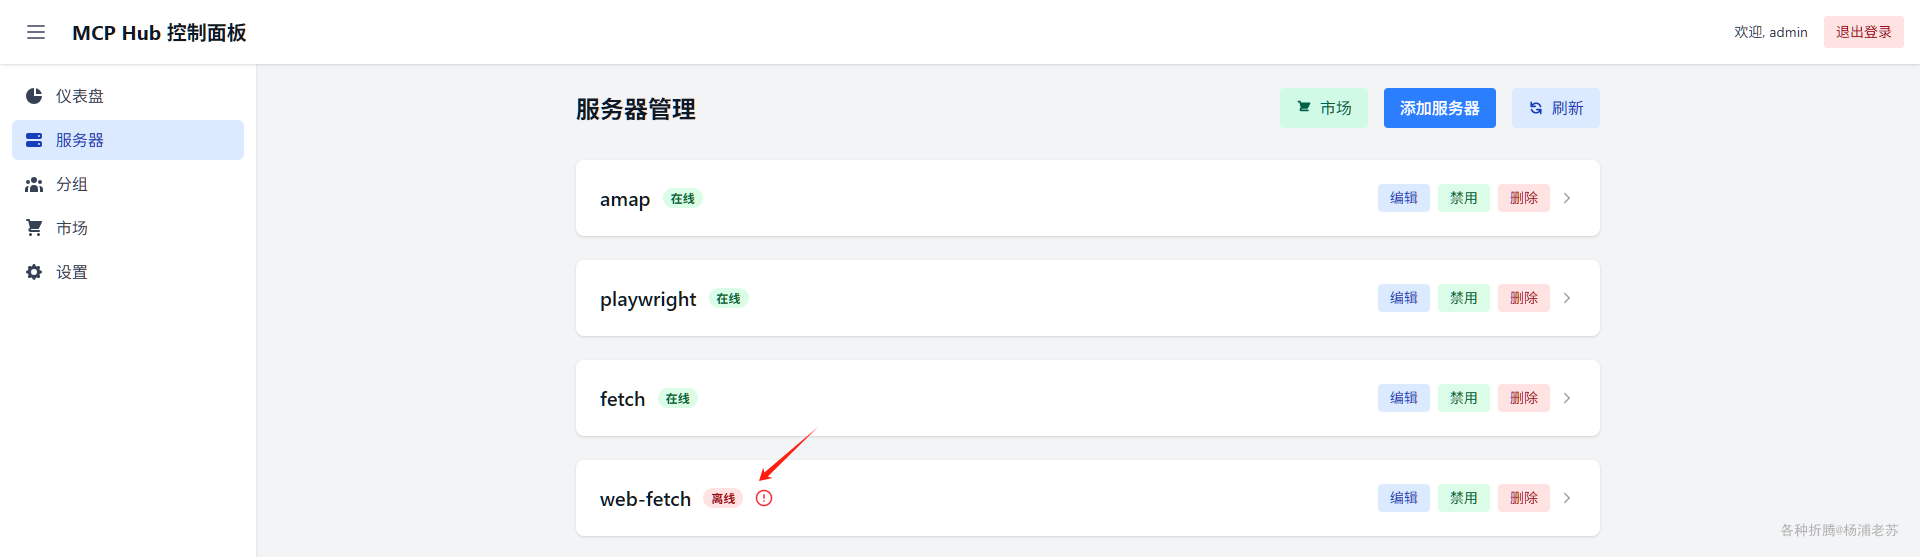 MCP Hub 控制面板
欢迎, admin
退出登录
仪表盘
服务器
分组
市场
设置
服务器管理
市场
添加服务器
刷新
amap 在线
编辑 禁用 删除
playwright 在线
编辑 禁用 删除
fetch 在线
编辑 禁用 删除
web-fetch 离线
编辑 禁用 删除
各种折腾@杨浦老苏